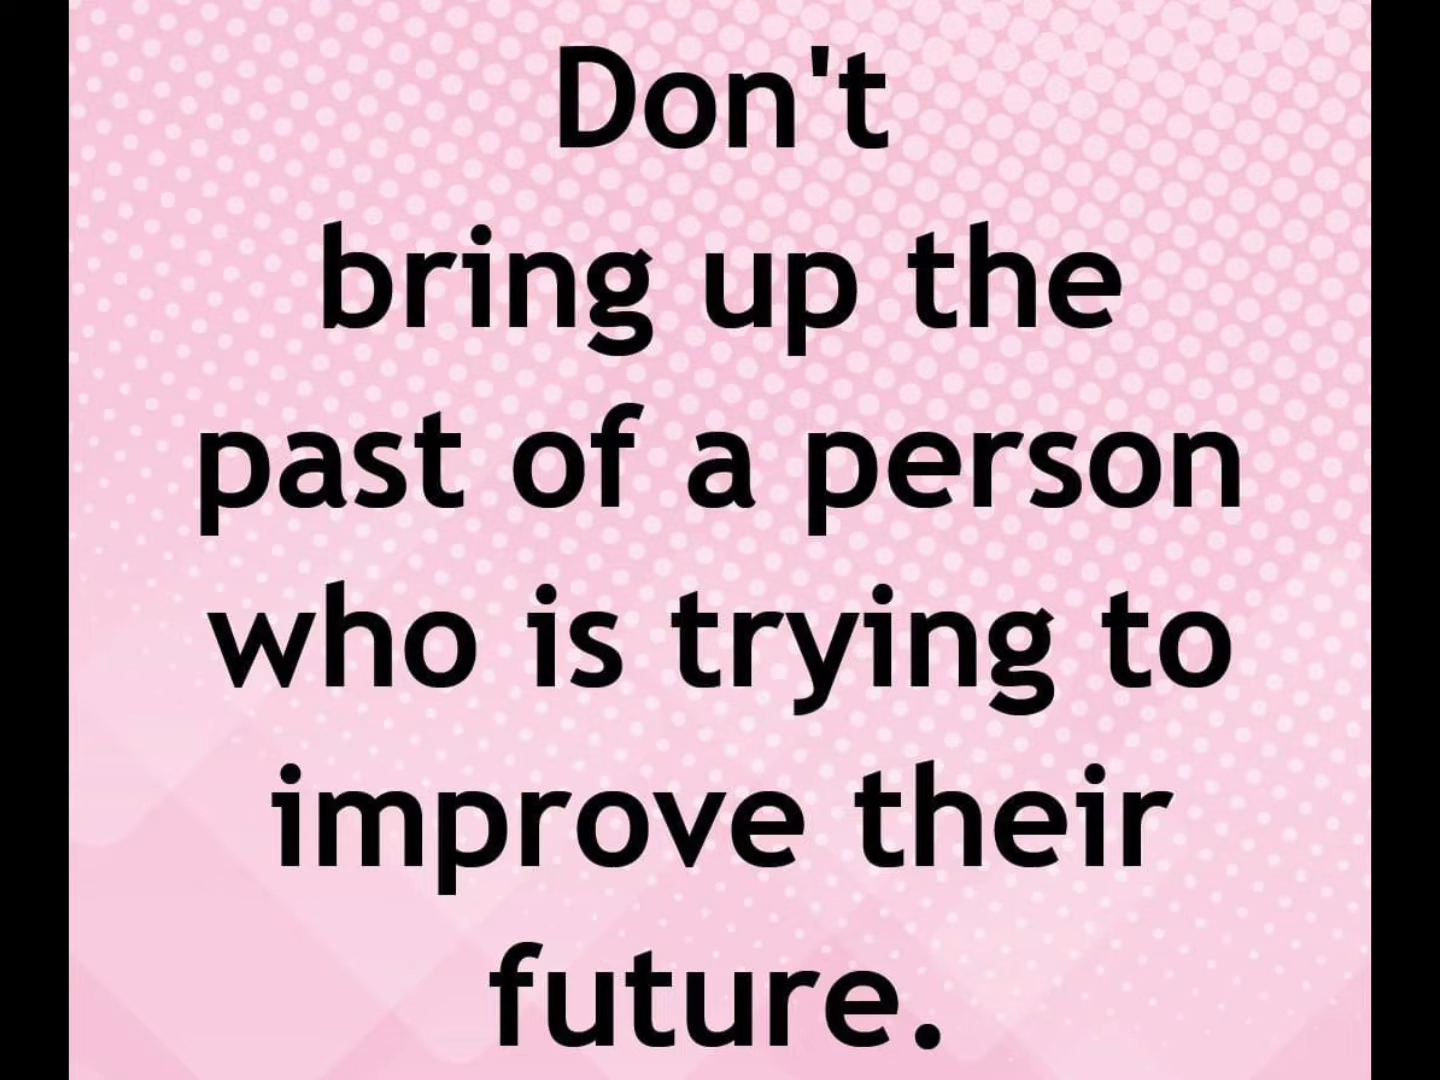 Don't
bring up the
past of a person
who is trying to
improve their
future.